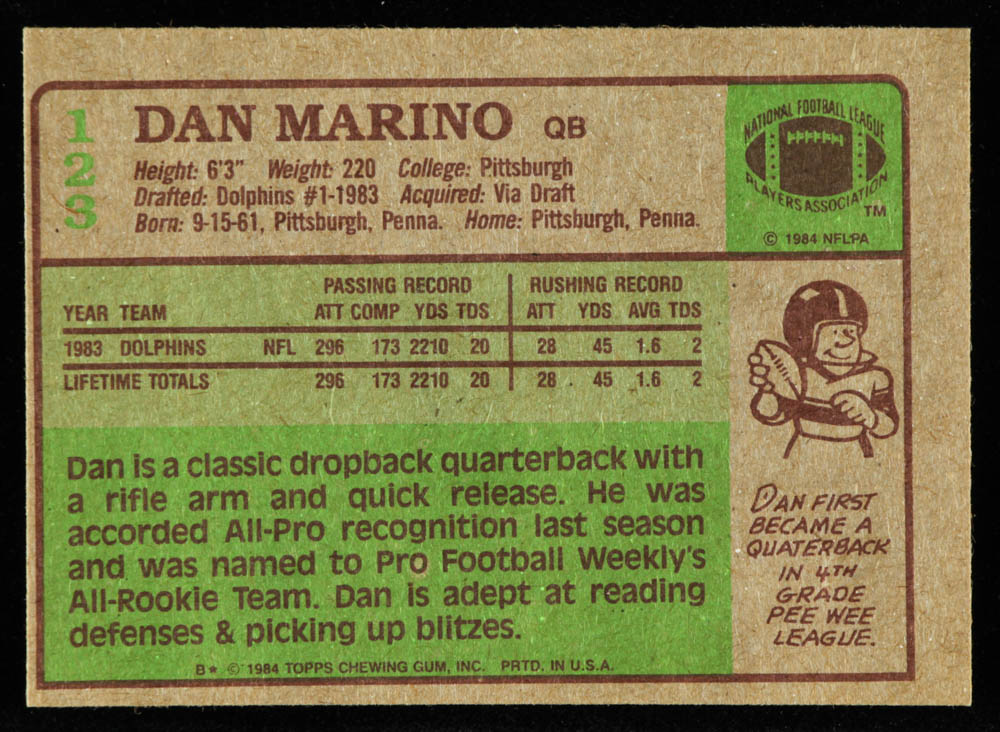 123
DAN MARINO QB
Height: 6'3" Weight: 220 College: Pittsburgh
Drafted: Dolphins #1-1983 Acquired: Via Draft
Born: 9-15-61, Pittsburgh, Penna. Home: Pittsburgh, Penna.
NATIONAL FOOTBALL LEAGUE
PLAYERS ASSOCIATION
TM
© 1984 NFLPA
PASSING RECORD RUSHING RECORD
YEAR TEAM ATT COMP YDS TDS ATT YDS AVG TDS
1983 DOLPHINS NFL 296 173 2210 20 28 45 1.6 2
LIFETIME TOTALS 296 173 2210 20 28 45 1.6 2
Dan is a classic dropback quarterback with
a rifle arm and quick release. He was
accorded All-Pro recognition last season
and was named to Pro Football Weekly's
All-Rookie Team. Dan is adept at reading
defenses & picking up blitzes.
DAN FIRST
BECAME A
QUATERBACK
IN 4TH
GRADE
PEE WEE
LEAGUE.
B* © 1984 TOPPS CHEWING GUM, INC. PRTD. IN U.S.A.